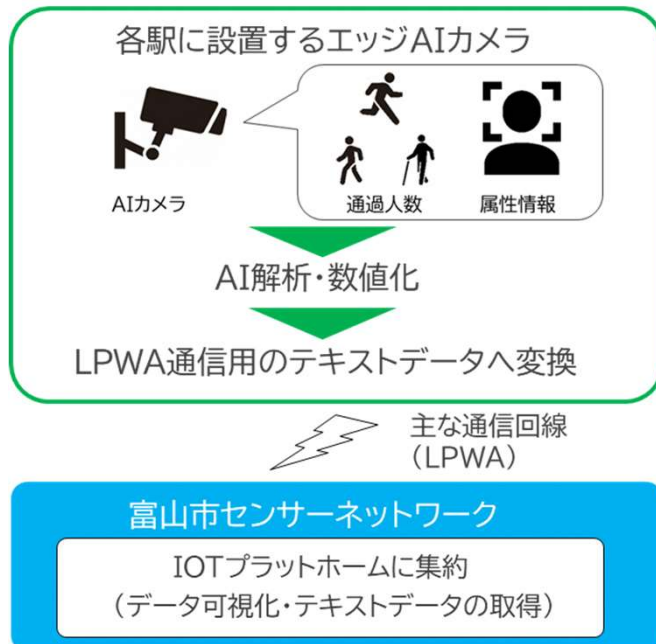 各駅に設置するエッジAIカメラ
AIカメラ
通過人数
属性情報
AI解析・数値化
LPWA通信用のテキストデータへ変換
主な通信回線
(LPWA)
富山市センサーネットワーク
IOTプラットホームに集約
(データ可視化・テキストデータの取得)